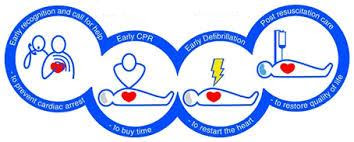 Early recognition and call for help
- to prevent cardiac arrest
Early CPR
- to buy time
Early Defibrillation
- to restart the heart
Post resuscitation care
- to restore quality of life